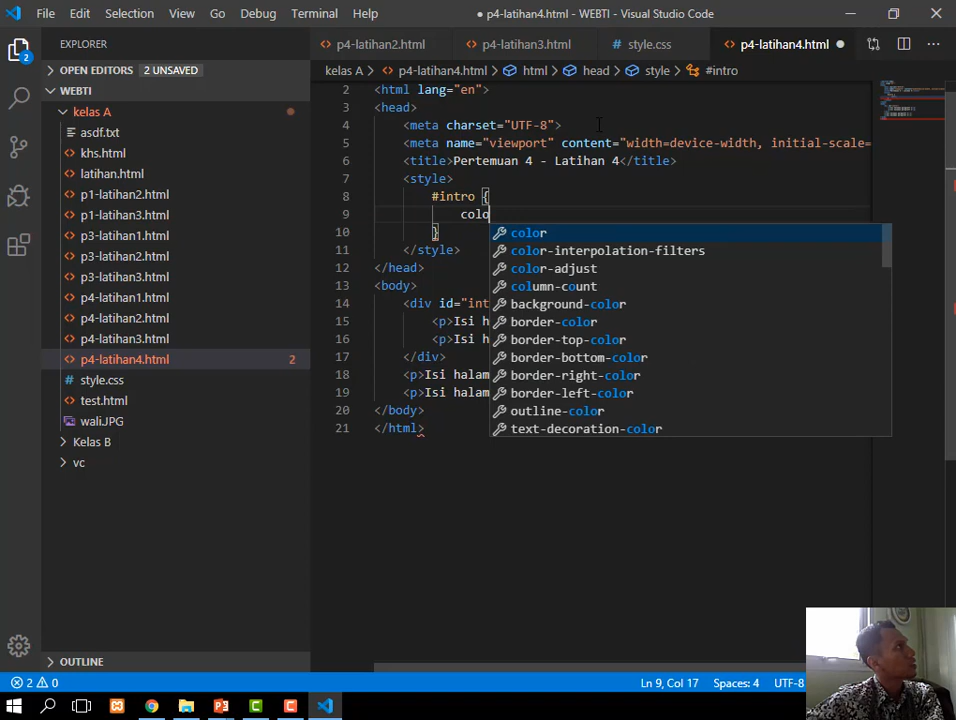 File Edit Selection View Go Debug Terminal Help
● p4-latihan4.html - WEBTI - Visual Studio Code
EXPLORER
OPEN EDITORS 2 UNSAVED
WEBTI
kelas A
asdf.txt
khs.html
latihan.html
p1-latihan2.html
p1-latihan3.html
p3-latihan1.html
p3-latihan2.html
p3-latihan3.html
p4-latihan1.html
p4-latihan2.html
p4-latihan3.html
p4-latihan4.html 2
style.css
test.html
wali.JPG
Kelas B
vc
OUTLINE
2
p4-latihan2.html p4-latihan3.html # style.css p4-latihan4.html ●
kelas A > p4-latihan4.html > html > head > style > #intro
2 <html lang="en">
3 <head>
4 <meta charset="UTF-8">
5 <meta name="viewport" content="width=device-width, initial-scale=
6 <title>Pertemuan 4 - Latihan 4</title>
7 <style>
8 #intro {
9 colo
10 }
11 </style>
12 </head>
13 <body>
14 <div id="int
15 <p>Isi h
16 <p>Isi h
17 </div>
18 <p>Isi halam
19 <p>Isi halam
20 </body>
21 </html>
color
color-interpolation-filters
color-adjust
column-count
background-color
border-color
border-top-color
border-bottom-color
border-right-color
border-left-color
outline-color
text-decoration-color
2 0
Ln 9, Col 17 Spaces: 4 UTF-8